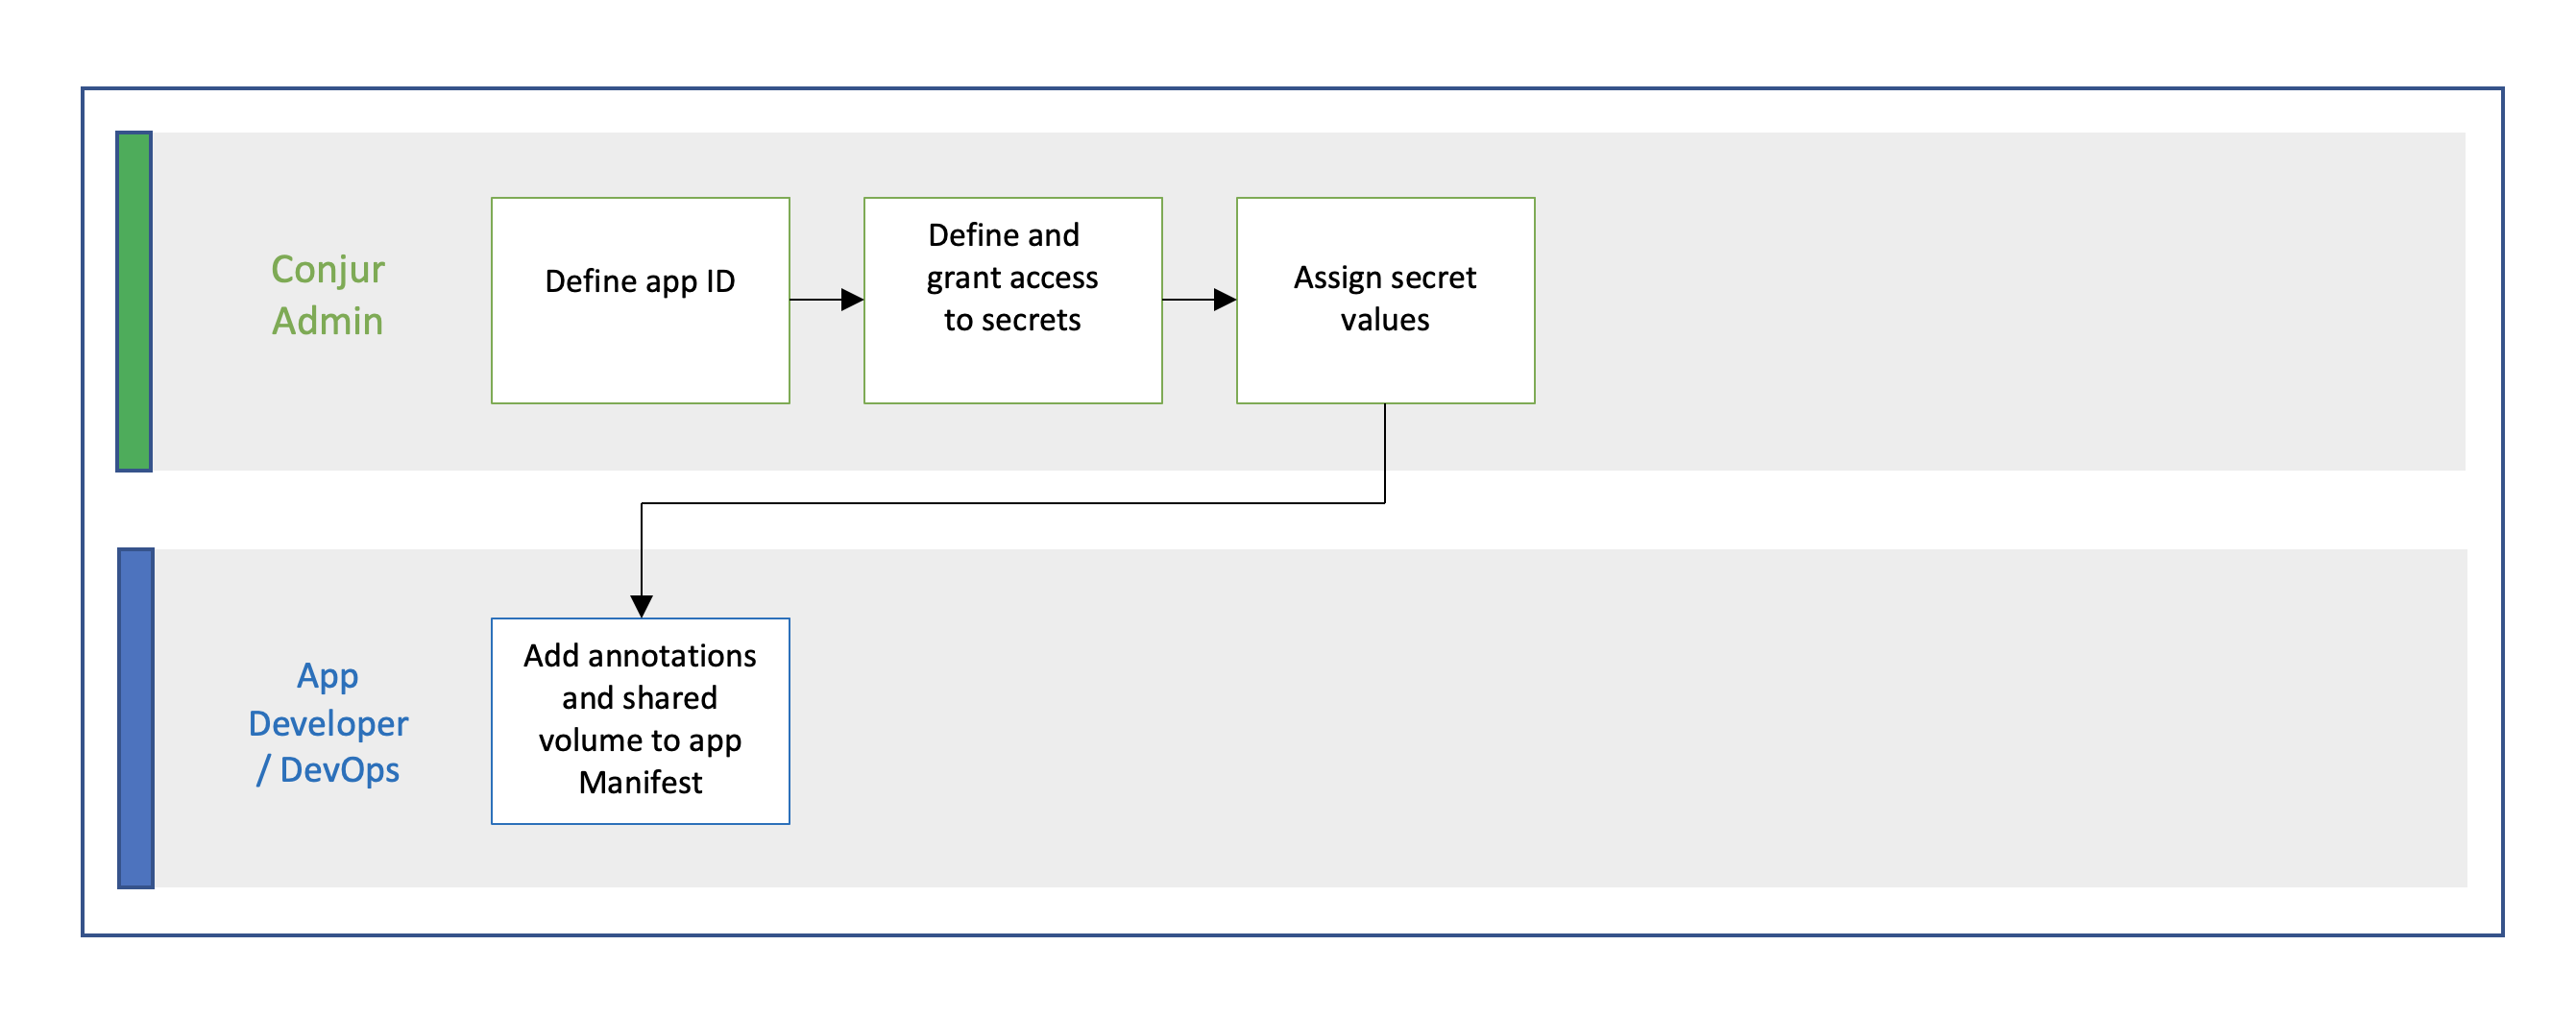 Conjur
Admin
Define app ID
Define and
grant access
to secrets
Assign secret
values
App
Developer
/ DevOps
Add annotations
and shared
volume to app
Manifest